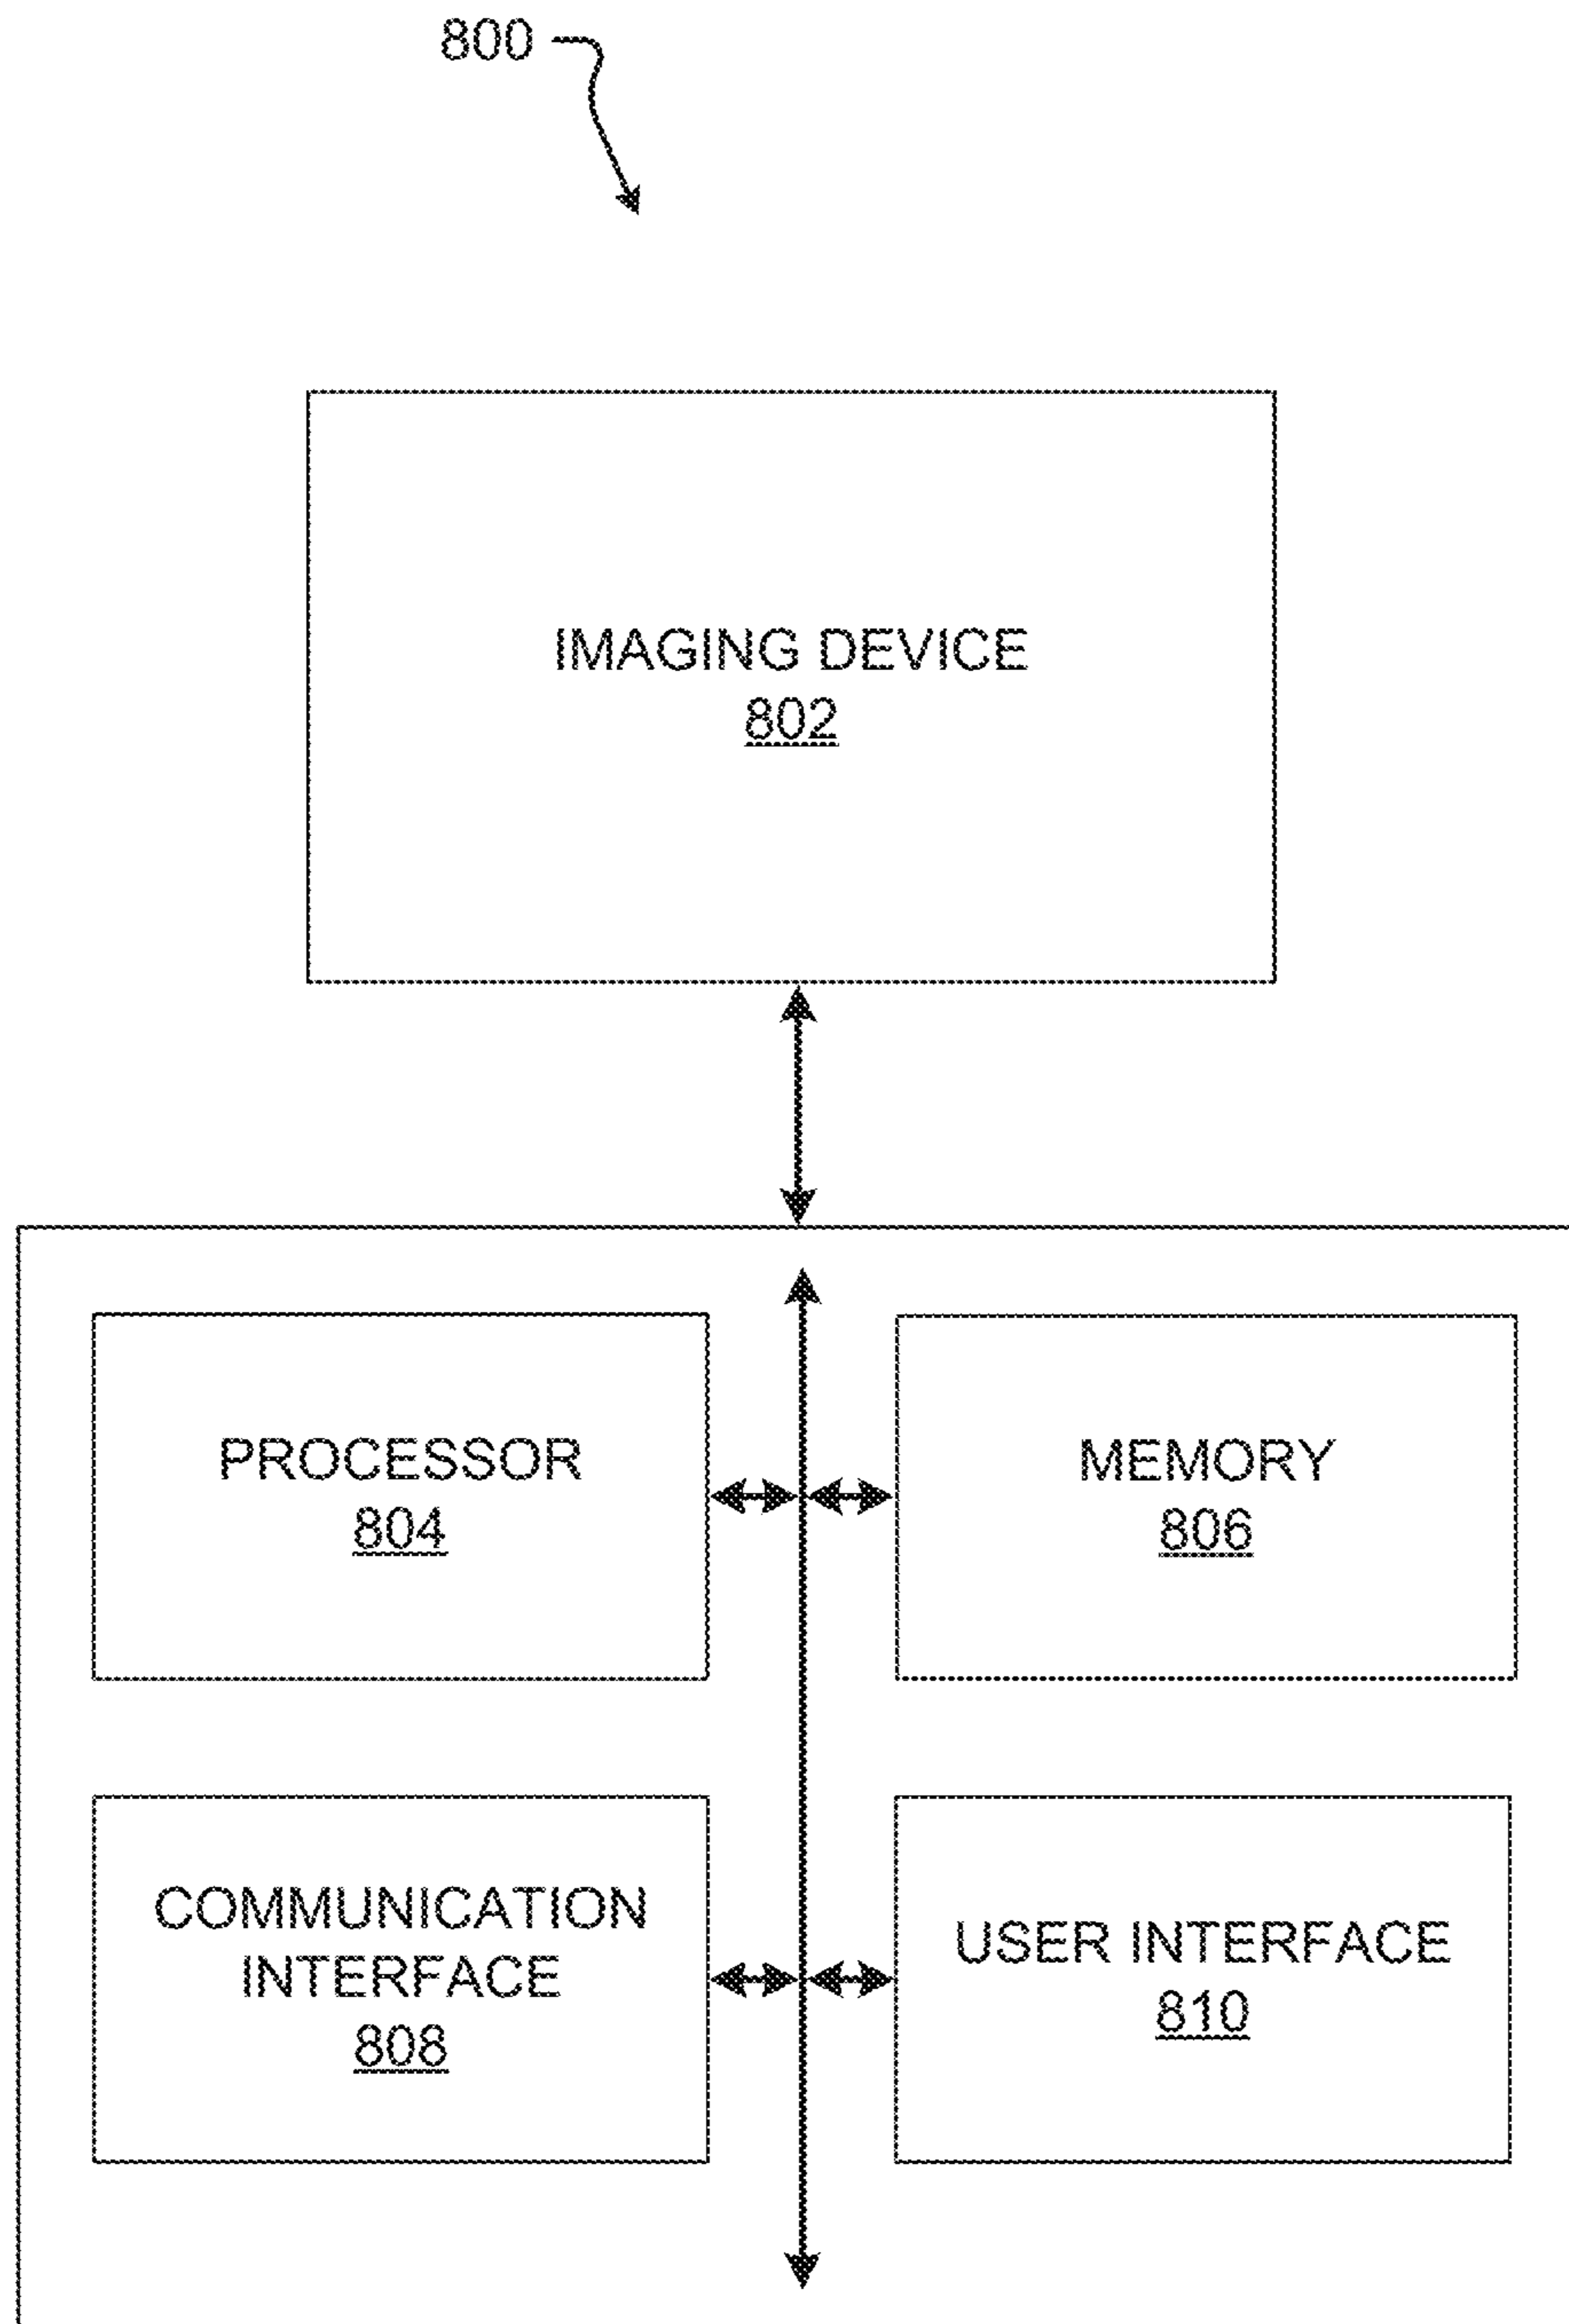 800
IMAGING DEVICE
802
PROCESSOR
804
MEMORY
806
COMMUNICATION
INTERFACE
808
USER INTERFACE
810